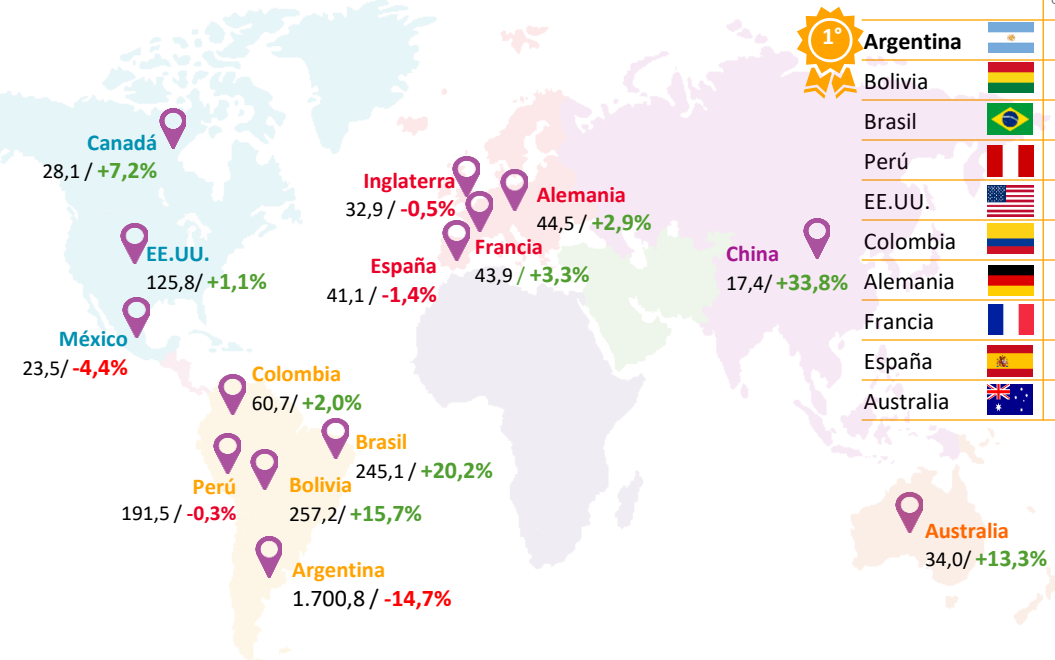 1°
Argentina
Bolivia
Brasil
Perú
EE.UU.
Colombia
Alemania
Francia
España
Australia
Canadá
28,1 / +7,2%
EE.UU.
125,8/ +1,1%
México
23,5/ -4,4%
Inglaterra
32,9 / -0,5%
Alemania
44,5 / +2,9%
Francia
43,9 / +3,3%
España
41,1 / -1,4%
China
17,4/ +33,8%
Colombia
60,7/ +2,0%
Brasil
245,1 / +20,2%
Perú
191,5 / -0,3%
Bolivia
257,2/ +15,7%
Argentina
1.700,8 / -14,7%
Australia
34,0/ +13,3%